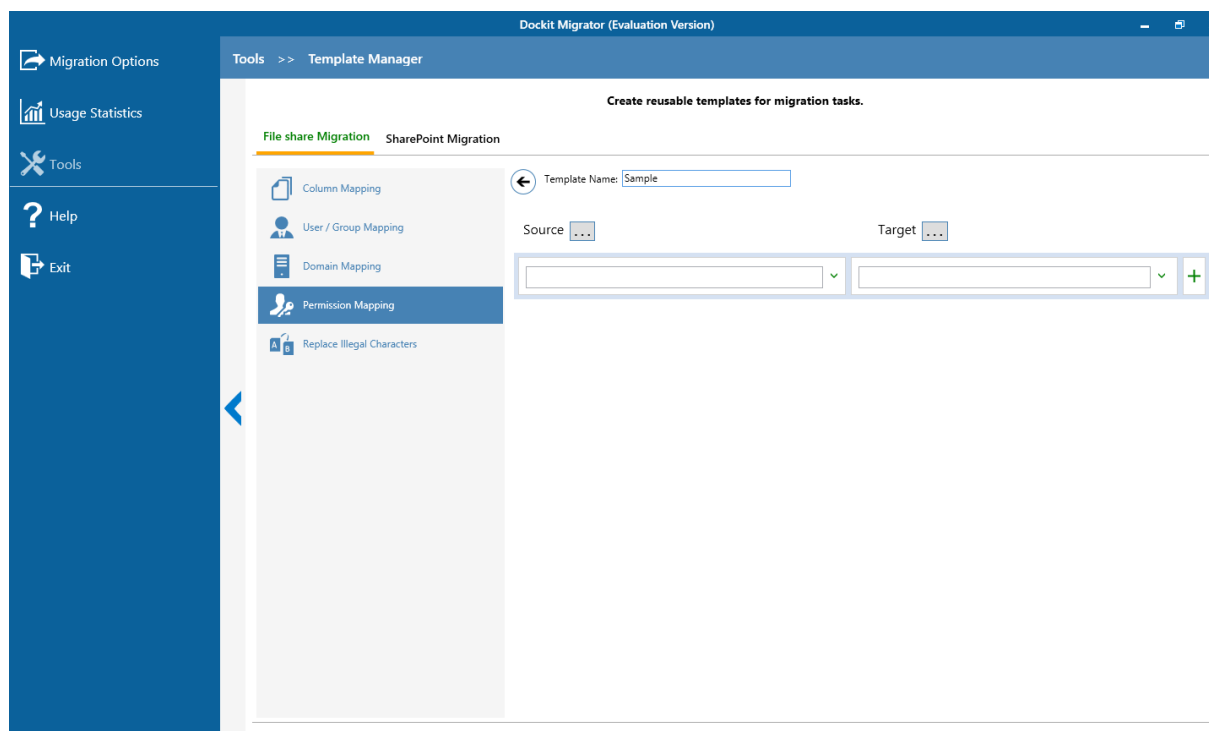 Dockit Migrator (Evaluation Version)
Migration Options
Usage Statistics
Tools
Help
Exit
Tools >> Template Manager
Create reusable templates for migration tasks.
File share Migration SharePoint Migration
Column Mapping
User / Group Mapping
Domain Mapping
Permission Mapping
A B Replace Illegal Characters
Template Name: Sample
Source ... Target ...